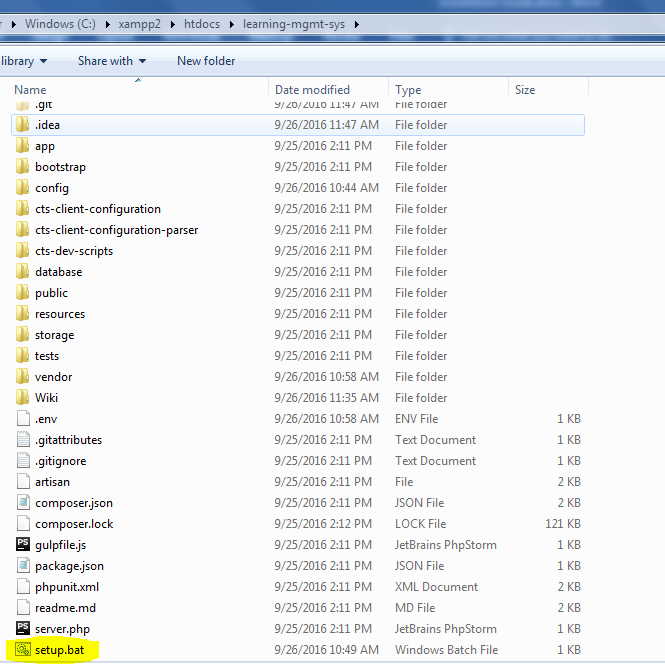 Windows (C:) xampp2 htdocs learning-mgmt-sys
library Share with New folder
Name Date modified Type Size
.git 9/26/2016 11:47 AM File folder
.idea 9/26/2016 11:47 AM File folder
app 9/25/2016 2:11 PM File folder
bootstrap 9/25/2016 2:11 PM File folder
config 9/26/2016 10:44 AM File folder
cts-client-configuration 9/25/2016 2:11 PM File folder
cts-client-configuration-parser 9/25/2016 2:11 PM File folder
cts-dev-scripts 9/25/2016 2:11 PM File folder
database 9/25/2016 2:11 PM File folder
public 9/25/2016 2:11 PM File folder
resources 9/25/2016 2:11 PM File folder
storage 9/25/2016 2:11 PM File folder
tests 9/25/2016 2:11 PM File folder
vendor 9/26/2016 10:58 AM File folder
Wiki 9/26/2016 11:35 AM File folder
.env 9/26/2016 10:58 AM ENV File 1 KB
.gitattributes 9/25/2016 2:11 PM Text Document 1 KB
.gitignore 9/25/2016 2:11 PM Text Document 1 KB
artisan 9/25/2016 2:11 PM File 2 KB
composer.json 9/25/2016 2:11 PM JSON File 2 KB
composer.lock 9/25/2016 2:12 PM LOCK File 121 KB
PS gulpfile.js 9/25/2016 2:11 PM JetBrains PhpStorm 1 KB
package.json 9/25/2016 2:11 PM JSON File 1 KB
phpunit.xml 9/25/2016 2:11 PM XML Document 2 KB
readme.md 9/25/2016 2:11 PM MD File 2 KB
PS server.php 9/25/2016 2:11 PM JetBrains PhpStorm 1 KB
setup.bat 9/26/2016 10:49 AM Windows Batch File 1 KB